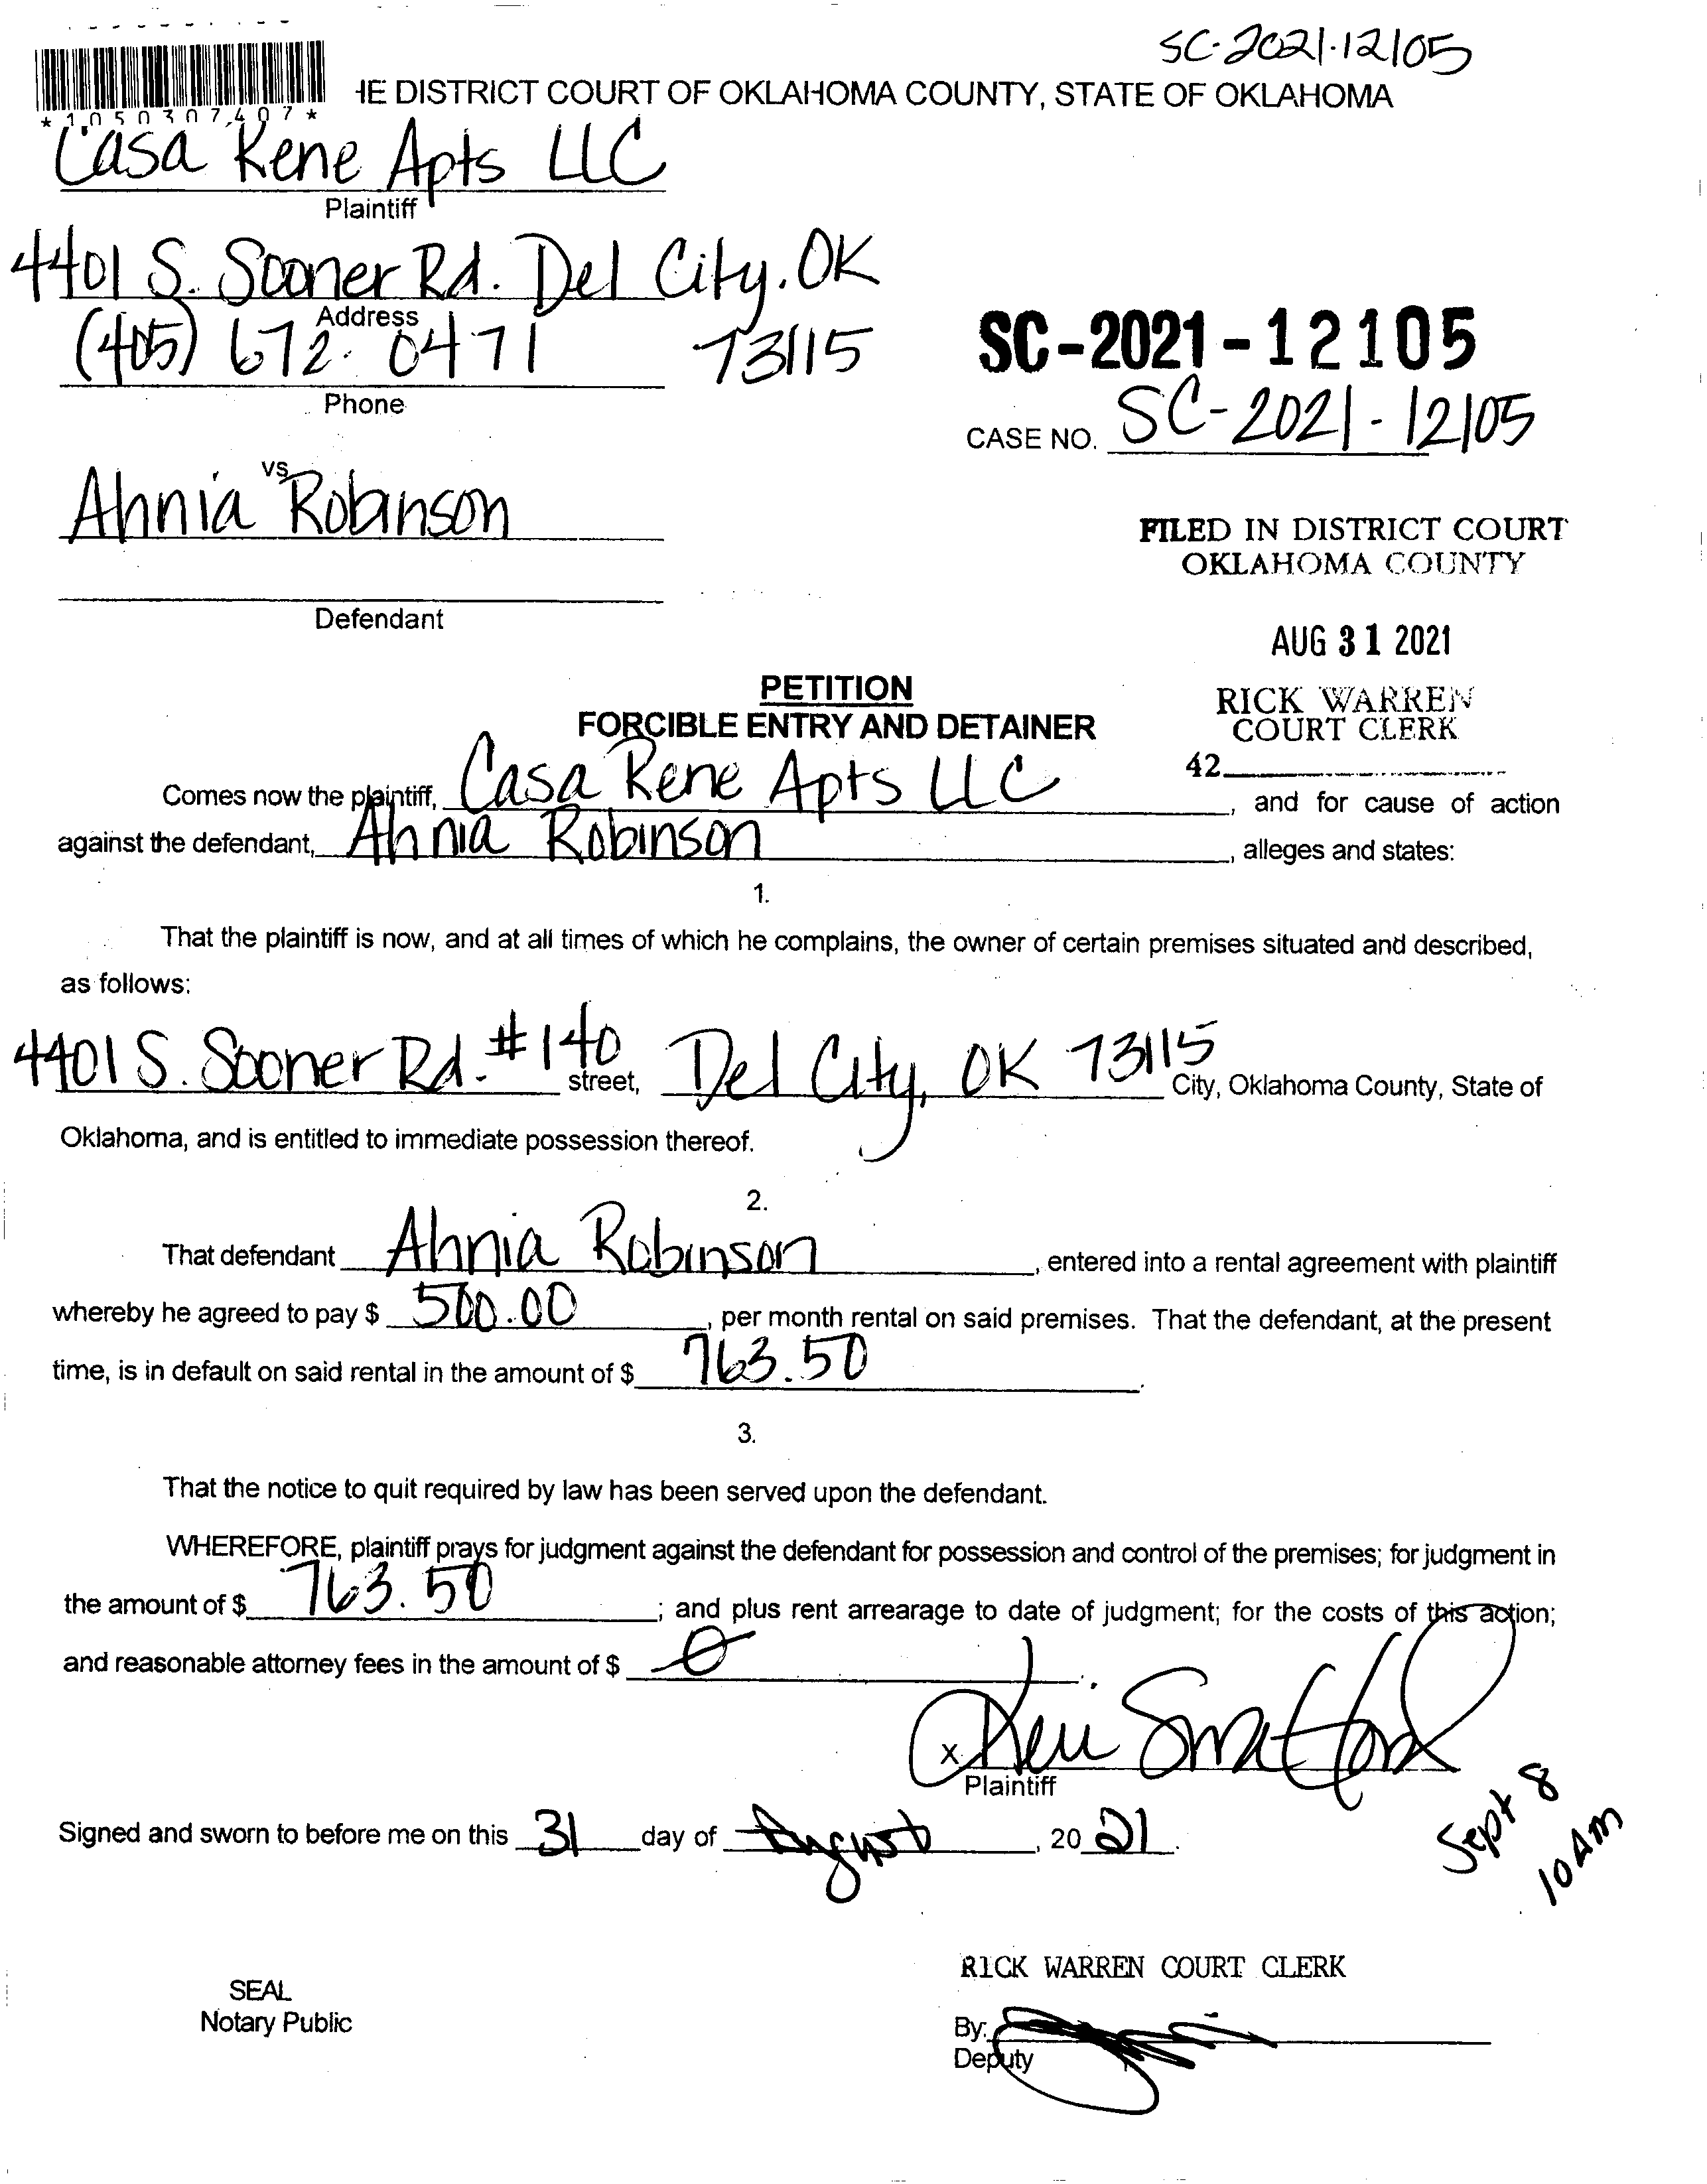 SC-2021-12105
HE DISTRICT COURT OF OKLAHOMA COUNTY, STATE OF OKLAHOMA
*1050307407*
Casa Rene Apts LLC
Plaintiff
4401 S. Sooner Rd. Del City, OK
Address
(405) 672-0471 73115
Phone
SC-2021-12105
CASE NO. SC-2021-12105
vs
Ahnia Robinson
Defendant
FILED IN DISTRICT COURT
OKLAHOMA COUNTY
AUG 31 2021
RICK WARREN
COURT CLERK
42
PETITION
FORCIBLE ENTRY AND DETAINER
Comes now the plaintiff, Casa Rene Apts LLC, and for cause of action
against the defendant, Ahnia Robinson, alleges and states:
1.
That the plaintiff is now, and at all times of which he complains, the owner of certain premises situated and described,
as follows:
4401 S. Sooner Rd. #140 street, Del City, OK 73115 City, Oklahoma County, State of
Oklahoma, and is entitled to immediate possession thereof.
2.
That defendant Ahnia Robinson, entered into a rental agreement with plaintiff
whereby he agreed to pay $ 500.00, per month rental on said premises. That the defendant, at the present
time, is in default on said rental in the amount of $ 763.50.
3.
That the notice to quit required by law has been served upon the defendant.
WHEREFORE, plaintiff prays for judgment against the defendant for possession and control of the premises; for judgment in
the amount of $ 763.50; and plus rent arrearage to date of judgment; for the costs of this action;
and reasonable attorney fees in the amount of $ 0.
x
Plaintiff
Signed and sworn to before me on this 31 day of August, 2021.
Sept 8
10 AM
RICK WARREN COURT CLERK
SEAL
Notary Public
By:
Deputy